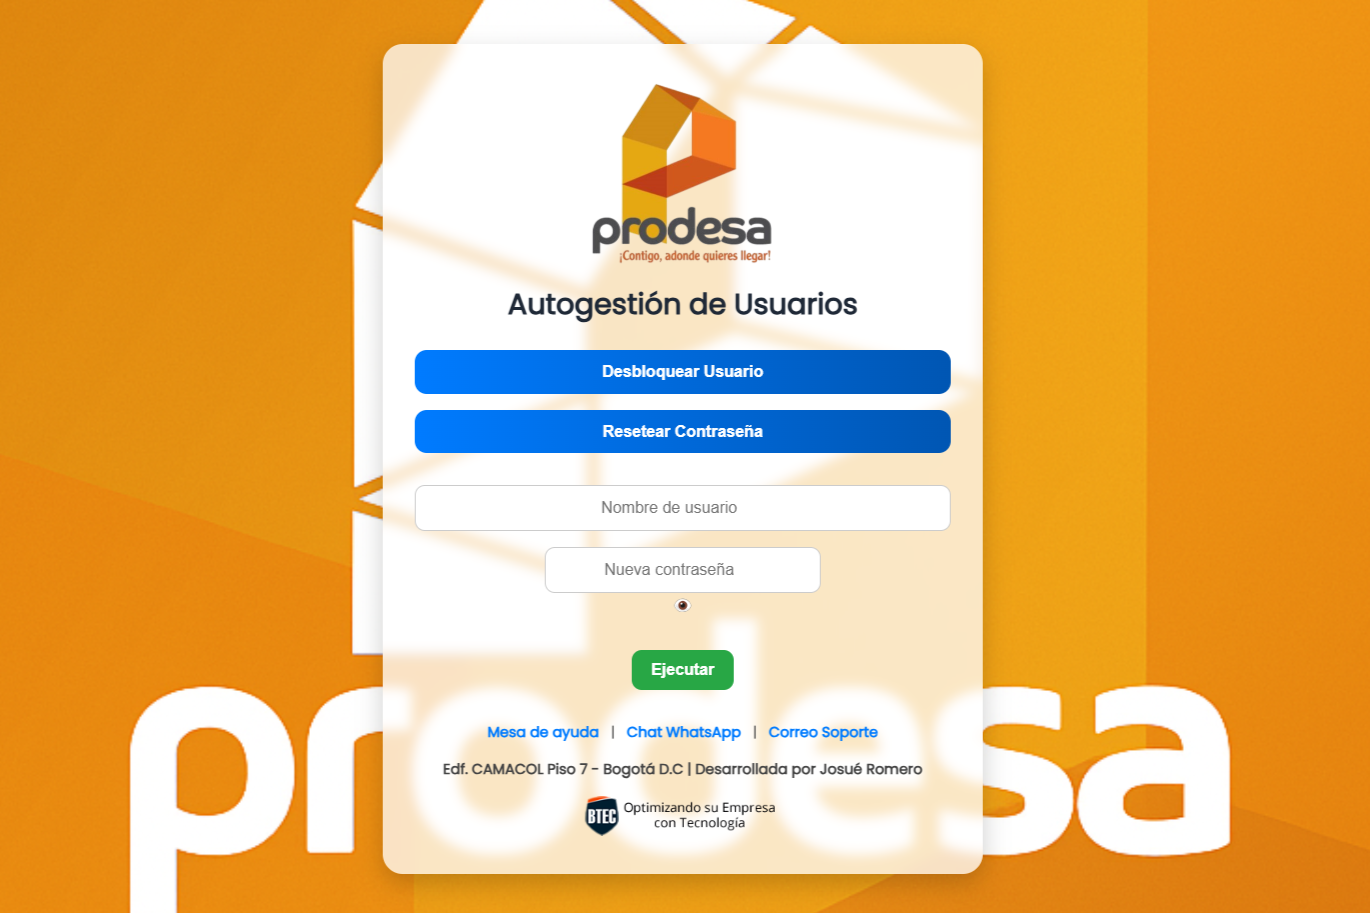 prodesa
¡Contigo, adonde quieres llegar!
Autogestión de Usuarios
Desbloquear Usuario
Resetear Contraseña
Nombre de usuario
Nueva contraseña
Ejecutar
Mesa de ayuda | Chat WhatsApp | Correo Soporte
Edf. CAMACOL Piso 7 - Bogotá D.C | Desarrollada por Josué Romero
BTEC Optimizando su Empresa
con Tecnología
prodesa